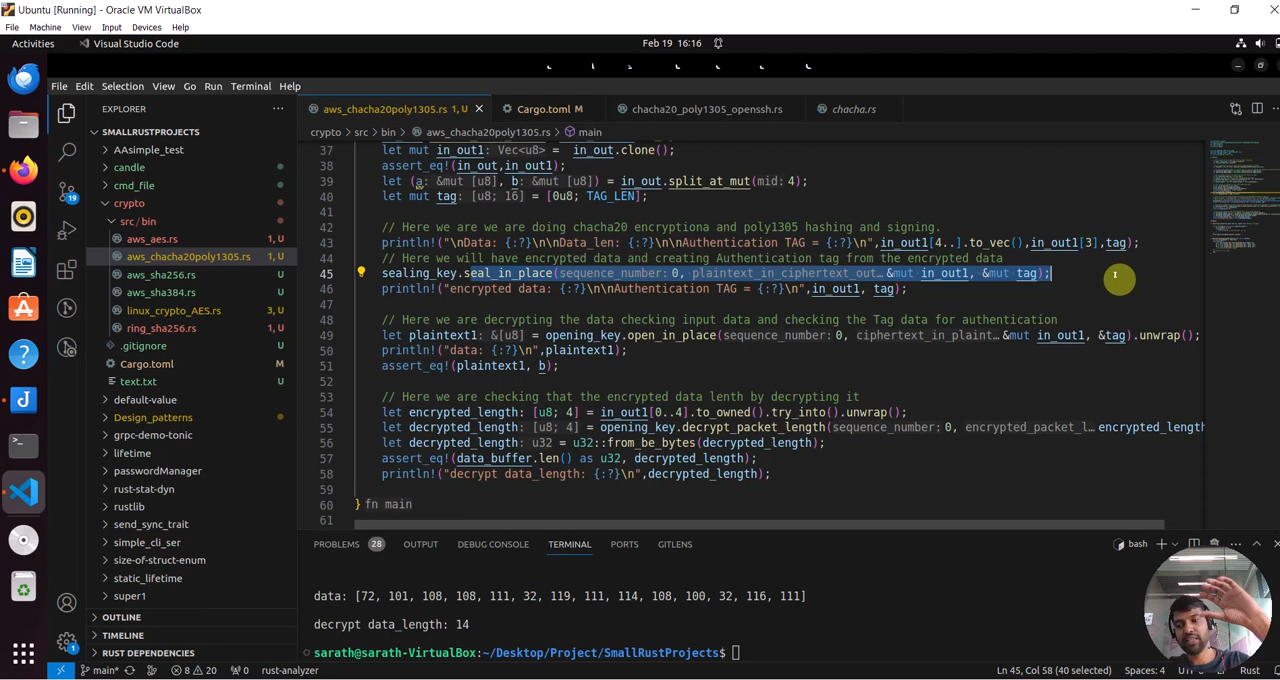 Ubuntu [Running] - Oracle VM VirtualBox
File Machine View Input Devices Help
Activities Visual Studio Code Feb 19 16:16
File Edit Selection View Go Run Terminal Help
EXPLORER ... aws_chacha20poly1305.rs 1, U Cargo.toml M chacha_20_poly1305_openssh.rs chacha.rs
SMALLRUSTPROJECTS crypto > src > bin > aws_chacha20poly1305.rs > main
AAsimple_test
candle
cmd_file
crypto
src/bin
aws_aes.rs 1, U
aws_chacha20poly1305.rs 1, U
aws_sha256.rs U
aws_sha384.rs U
linux_crypto_AES.rs 3, U
ring_sha256.rs U
.gitignore U
Cargo.toml M
text.txt U
default-value
Design_patterns
grpc-demo-tonic
lifetime
passwordManager
rust-stat-dyn
rustlib
send_sync_trait
simple_cli_ser
size-of-struct-enum
static_lifetime
super1
OUTLINE
TIMELINE
RUST DEPENDENCIES
37 let mut in_out1: Vec<u8> = in_out.clone();
38 assert_eq!(in_out,in_out1);
39 let (a: &mut [u8], b: &mut [u8]) = in_out.split_at_mut(mid: 4);
40 let mut tag: [u8; 16] = [0u8; TAG_LEN];
41
42 // Here we are we are doing chacha20 encryptiona and poly1305 hashing and signing.
43 println!("\nData: {:?}\n\nData_len: {:?}\n\nAuthentication TAG = {:?}\n",in_out1[4..].to_vec(),in_out1[3],tag);
44 // Here we will have encrypted data and creating Authentication tag from the encrypted data
45 sealing_key.seal_in_place(sequence_number: 0, plaintext_in_ciphertext_out…&mut in_out1, &mut tag);
46 println!("encrypted data: {:?}\n\nAuthentication TAG = {:?}\n",in_out1, tag);
47
48 // Here we are decrypting the data checking input data and checking the Tag data for authentication
49 let plaintext1: &[u8] = opening_key.open_in_place(sequence_number: 0, ciphertext_in_plaint…&mut in_out1, &tag).unwrap();
50 println!("data: {:?}\n",plaintext1);
51 assert_eq!(plaintext1, b);
52
53 // Here we are checking that the encrypted data lenth by decrypting it
54 let encrypted_length: [u8; 4] = in_out1[0..4].to_owned().try_into().unwrap();
55 let decrypted_length: [u8; 4] = opening_key.decrypt_packet_length(sequence_number: 0, encrypted_packet_l…encrypted_length
56 let decrypted_length: u32 = u32::from_be_bytes(decrypted_length);
57 assert_eq!(data_buffer.len() as u32, decrypted_length);
58 println!("decrypt data_length: {:?}\n",decrypted_length);
59
60 } fn main
61
PROBLEMS 28 OUTPUT DEBUG CONSOLE TERMINAL PORTS GITLENS bash
data: [72, 101, 108, 108, 111, 32, 119, 111, 114, 108, 100, 32, 116, 111]
decrypt data_length: 14
sarath@sarath-VirtualBox:~/Desktop/Project/SmallRustProjects$
main* 8 20 0 rust-analyzer Ln 45, Col 58 (40 selected) Spaces: 4 Rust
19
1